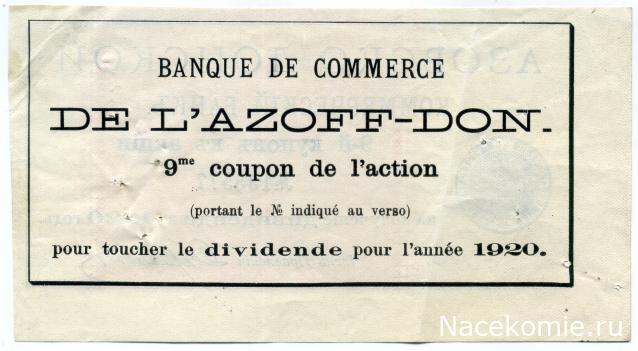 BANQUE DE COMMERCE
DE L'AZOFF-DON.
9me coupon de l'action
(portant le № indiqué au verso)
pour toucher le dividende pour l'année 1920.
Nacekomie.ru